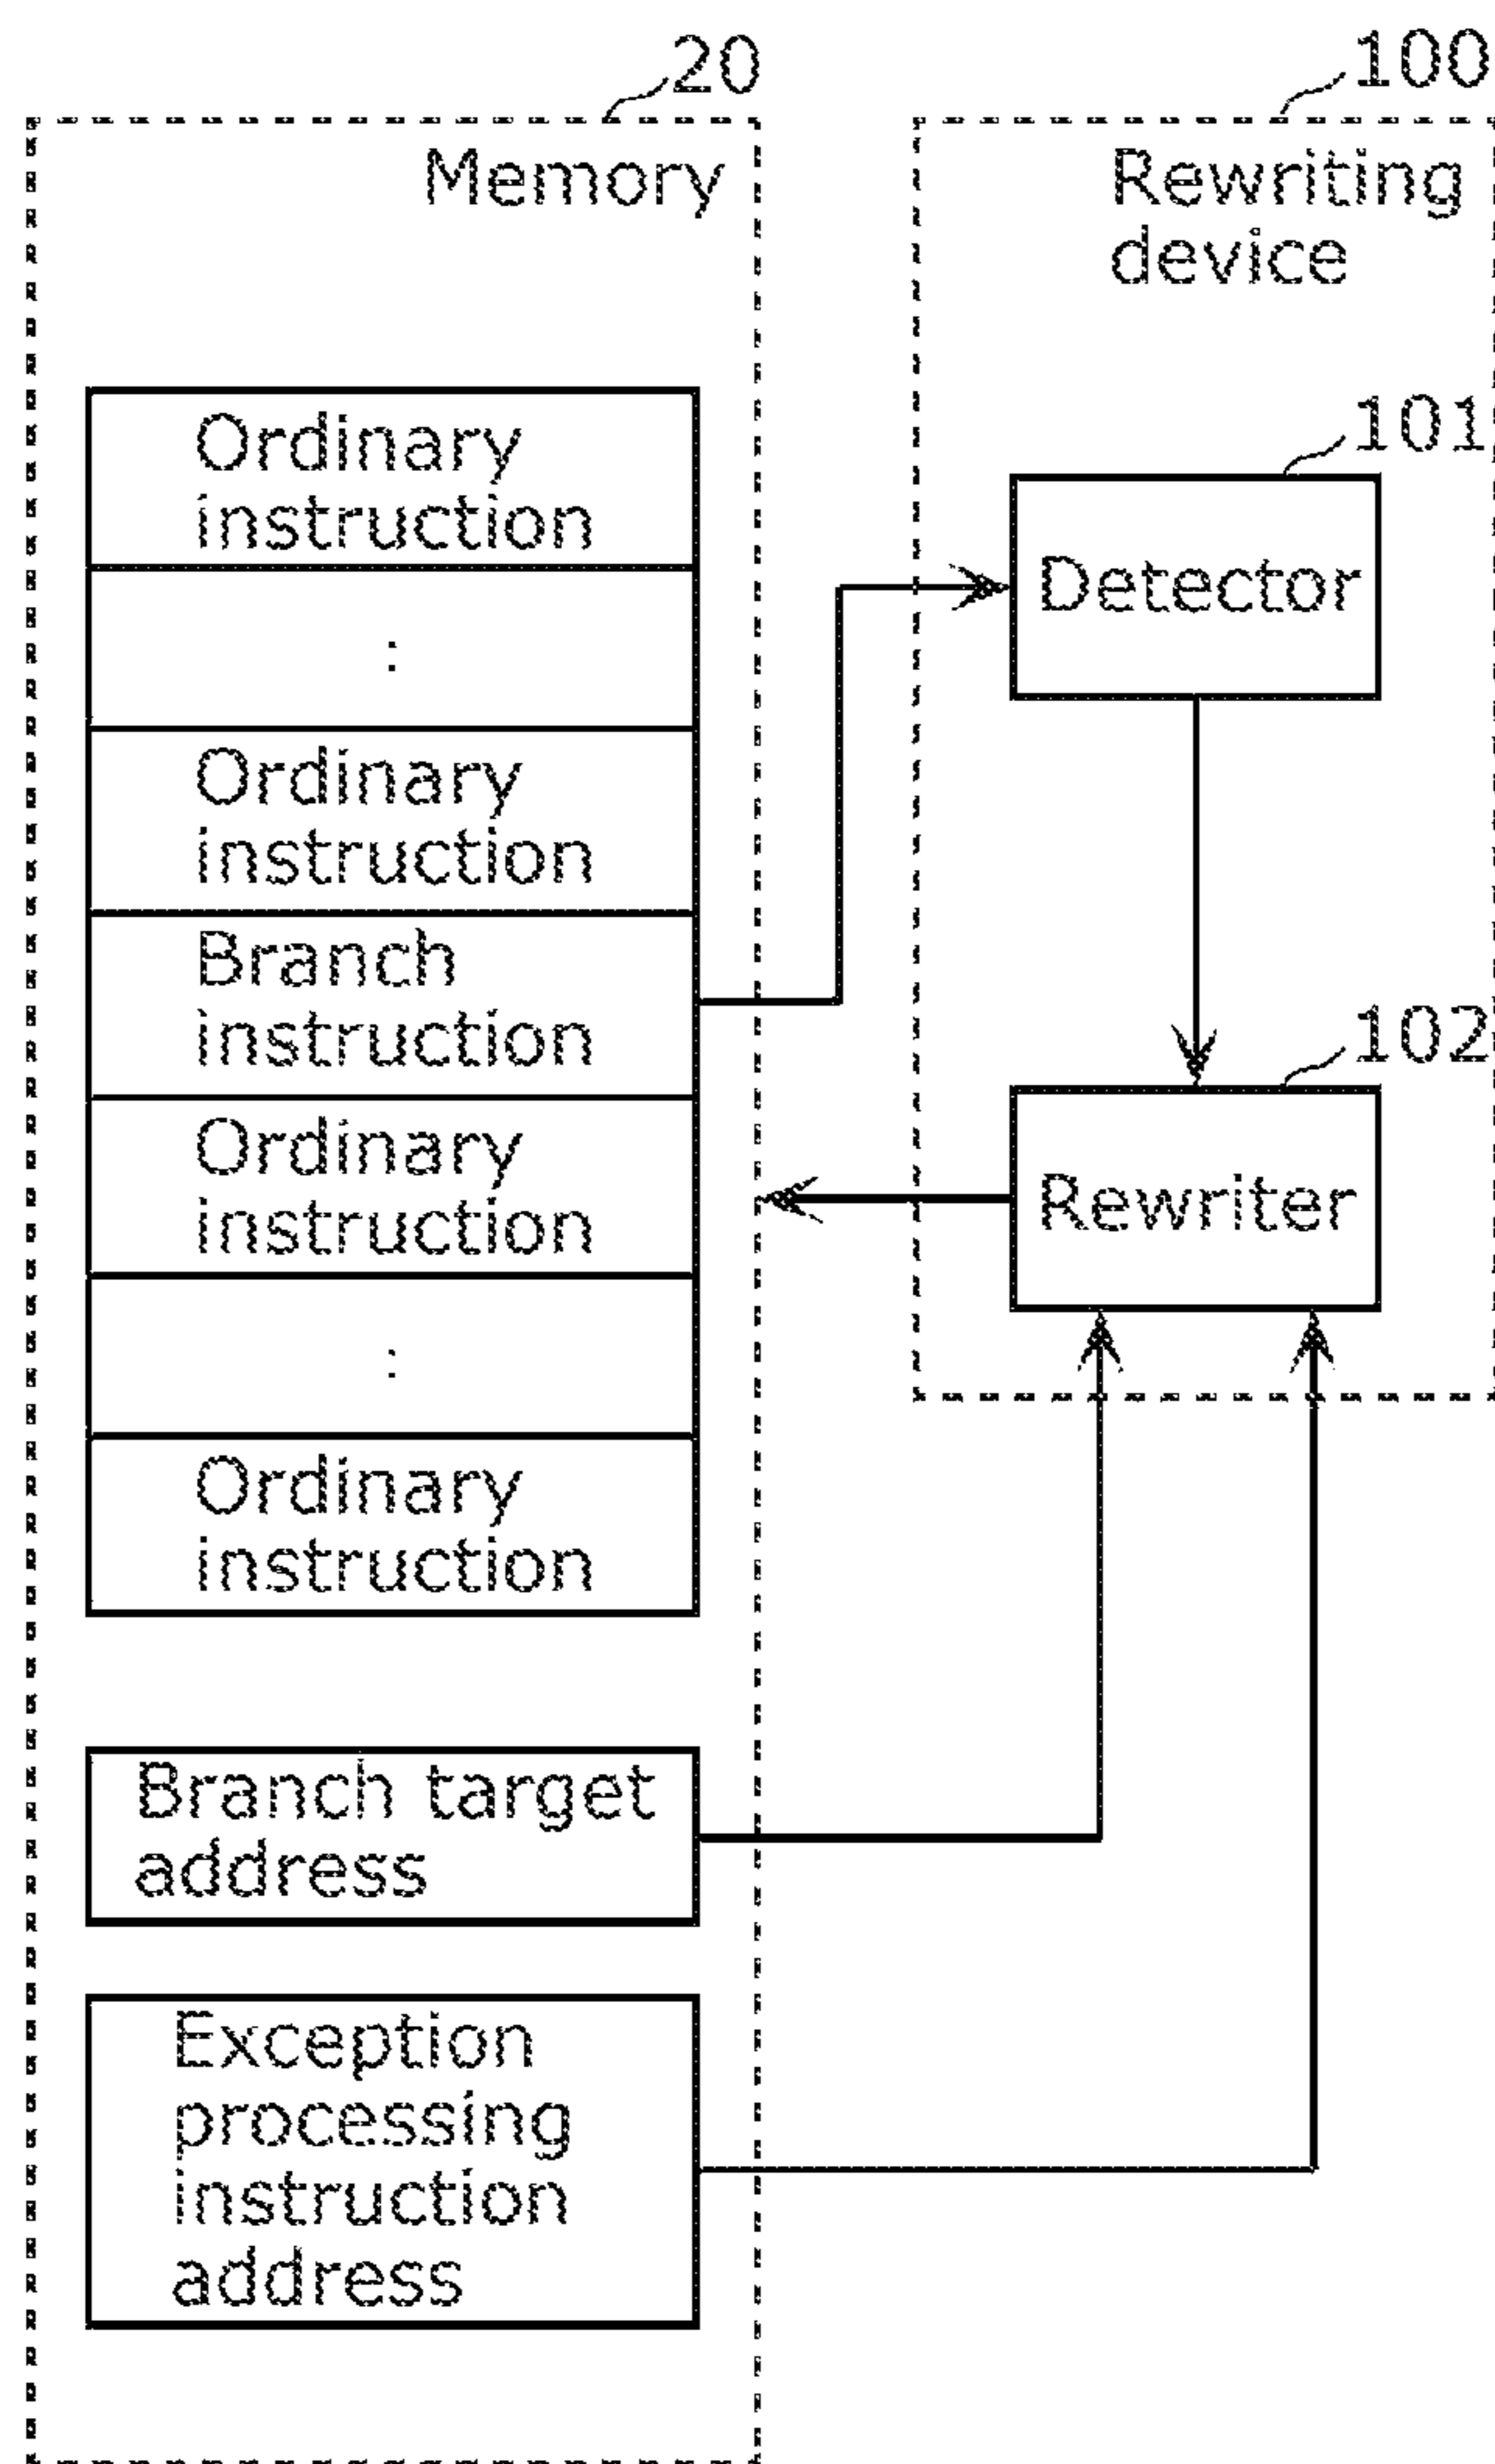 20
Memory
Ordinary
instruction
:
Ordinary
instruction
Branch
instruction
Ordinary
instruction
:
Ordinary
instruction
Branch target
address
Exception
processing
instruction
address
100
Rewriting
device
101
Detector
102
Rewriter